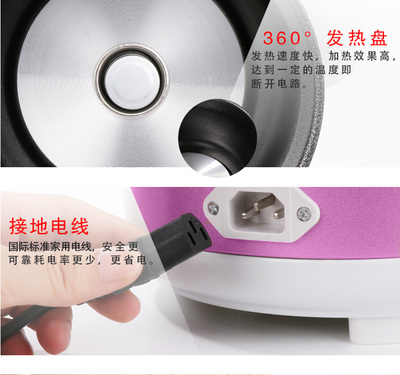 360° 发热盘
发热速度快，加热效果高，
达到一定的温度即
断开电路。
接地电线
国际标准家用电线，安全更
可靠耗电率更少，更省电。